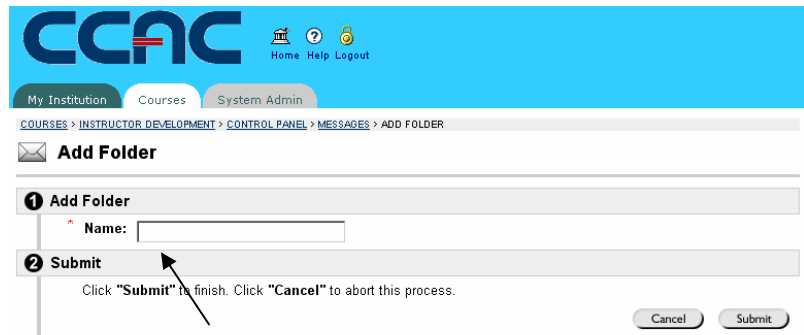 CCAC
Home Help Logout
My Institution Courses System Admin
COURSES > INSTRUCTOR DEVELOPMENT > CONTROL PANEL > MESSAGES > ADD FOLDER
Add Folder
1 Add Folder
* Name:
2 Submit
Click "Submit" to finish. Click "Cancel" to abort this process.
Cancel Submit